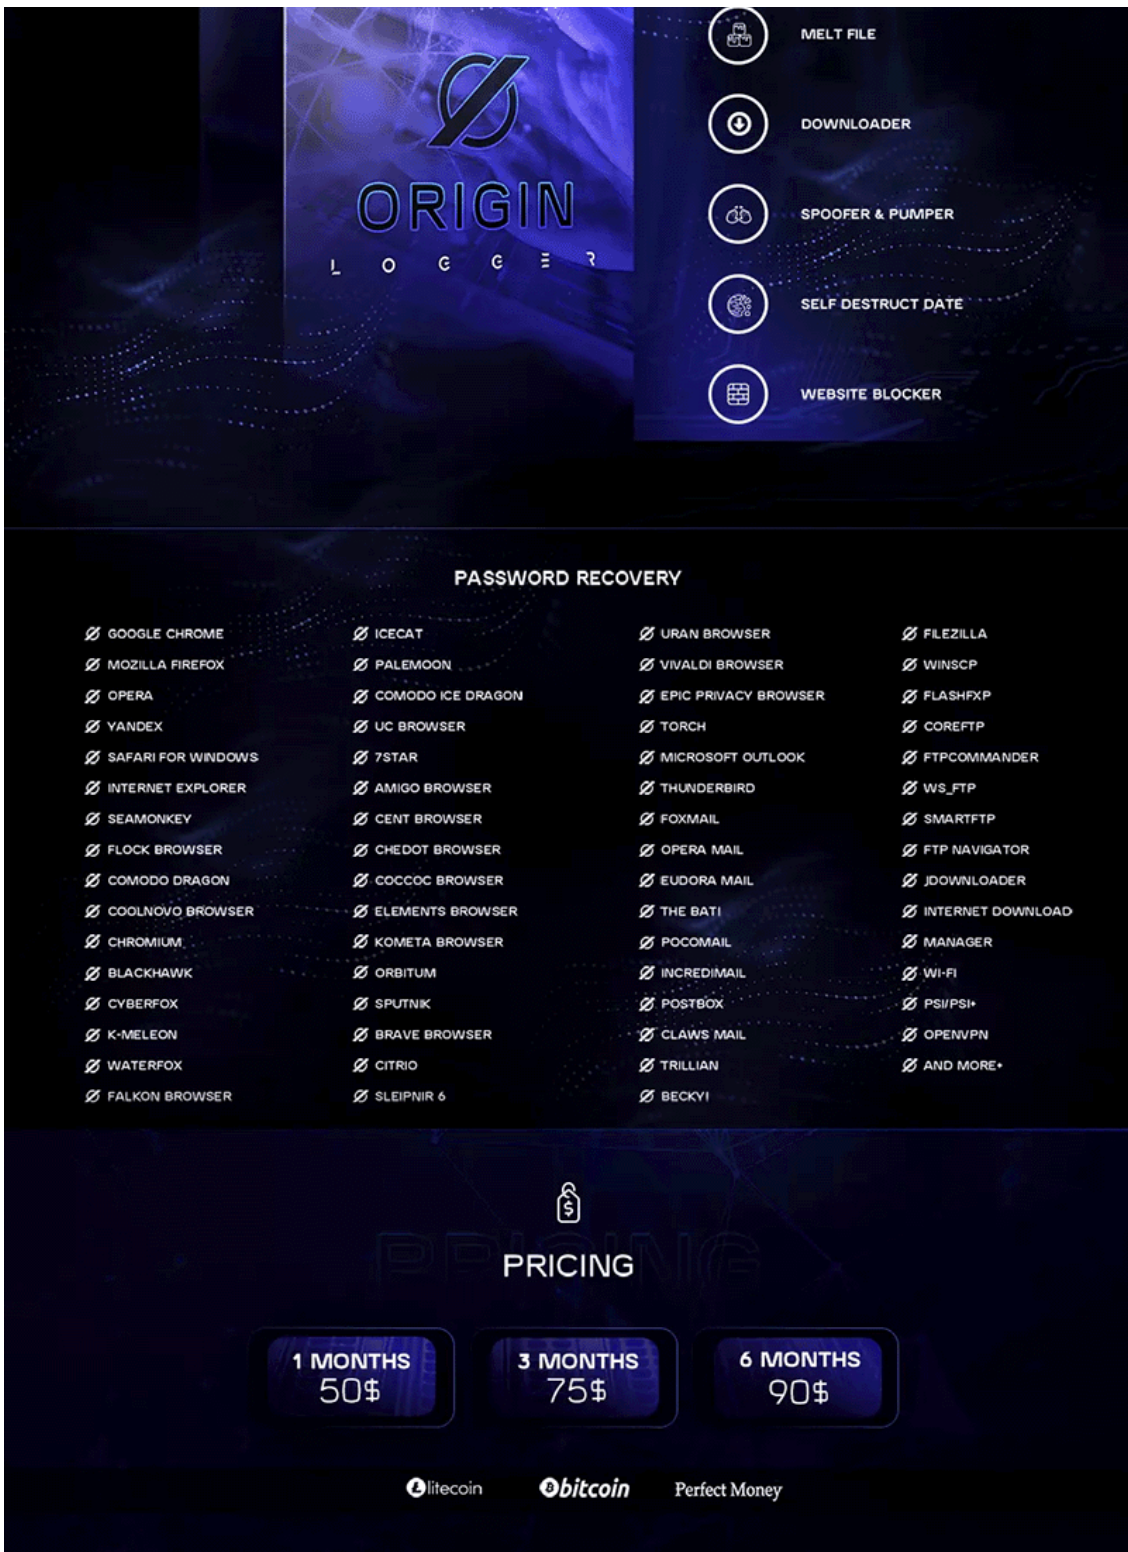 MELT FILE
DOWNLOADER
SPOOFER & PUMPER
SELF DESTRUCT DATE
WEBSITE BLOCKER
ORIGIN
LOGGER
PASSWORD RECOVERY
GOOGLE CHROME
MOZILLA FIREFOX
OPERA
YANDEX
SAFARI FOR WINDOWS
INTERNET EXPLORER
SEAMONKEY
FLOCK BROWSER
COMODO DRAGON
COOLNOVO BROWSER
CHROMIUM
BLACKHAWK
CYBERFOX
K-MELEON
WATERFOX
FALKON BROWSER
ICECAT
PALEMOON
COMODO ICE DRAGON
UC BROWSER
7STAR
AMIGO BROWSER
CENT BROWSER
CHEDOT BROWSER
COCCOC BROWSER
ELEMENTS BROWSER
KOMETA BROWSER
ORBITUM
SPUTNIK
BRAVE BROWSER
CITRIO
SLEIPNIR 6
URAN BROWSER
VIVALDI BROWSER
EPIC PRIVACY BROWSER
TORCH
MICROSOFT OUTLOOK
THUNDERBIRD
FOXMAIL
OPERA MAIL
EUDORA MAIL
THE BAT!
POCOMAIL
INCREDIMAIL
POSTBOX
CLAWS MAIL
TRILLIAN
BECKY!
FILEZILLA
WINSCP
FLASHFXP
COREFTP
FTPCOMMANDER
WS_FTP
SMARTFTP
FTP NAVIGATOR
JDOWNLOADER
INTERNET DOWNLOAD
MANAGER
WI-FI
PSI/PSI+
OPENVPN
AND MORE+
PRICING
PRICING
1 MONTHS
50$
3 MONTHS
75$
6 MONTHS
90$
litecoin
bitcoin
Perfect Money